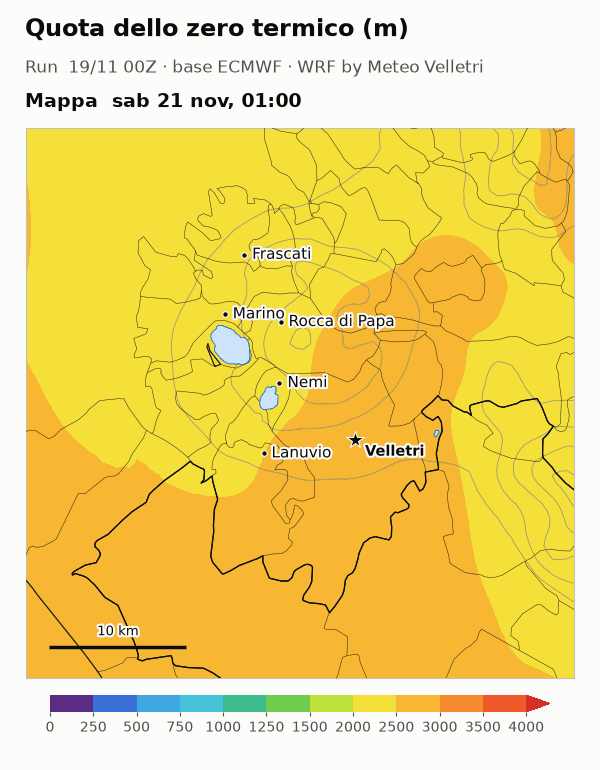 Quota dello zero termico (m)
Run 19/11 00Z · base ECMWF · WRF by Meteo Velletri
Mappa sab 21 nov, 01:00
Frascati
Marino
Rocca di Papa
Nemi
Velletri
Lanuvio
10 km
0 250 500 750 1000 1250 1500 2000 2500 3000 3500 4000